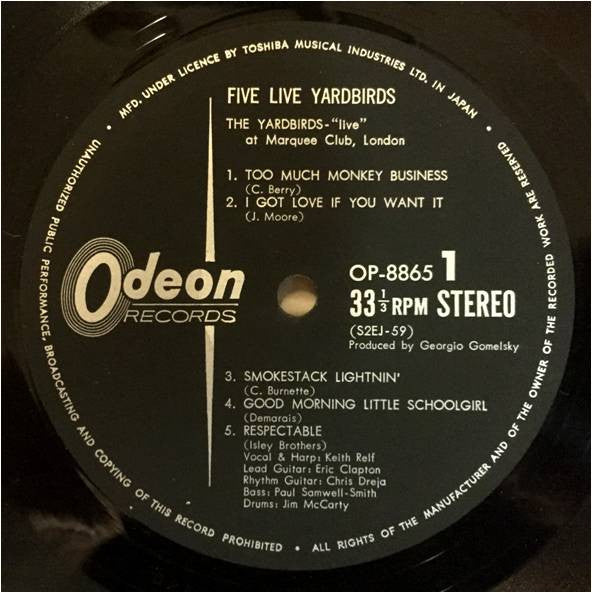 • MFD. UNDER LICENCE BY TOSHIBA MUSICAL INDUSTRIES LTD. IN JAPAN •
FIVE LIVE YARDBIRDS
THE YARDBIRDS-"live"
at Marquee Club, London
1. TOO MUCH MONKEY BUSINESS
(C. Berry)
2. I GOT LOVE IF YOU WANT IT
(J. Moore)
Odeon
RECORDS
OP-8865 1
33 1/3 RPM STEREO
(S2EJ-59)
Produced by Georgio Gomelsky
3. SMOKESTACK LIGHTNIN'
(C. Burnette)
4. GOOD MORNING LITTLE SCHOOLGIRL
(Demarais)
5. RESPECTABLE
(Isley Brothers)
Vocal & Harp: Keith Relf
Lead Guitar: Eric Clapton
Rhythm Guitar: Chris Dreja
Bass: Paul Samwell-Smith
Drums: Jim McCarty
UNAUTHORIZED PUBLIC PERFORMANCE, BROADCASTING AND COPYING OF THIS RECORD PROHIBITED • ALL RIGHTS OF THE MANUFACTURER AND OF THE OWNER OF THE RECORDED WORK ARE RESERVED